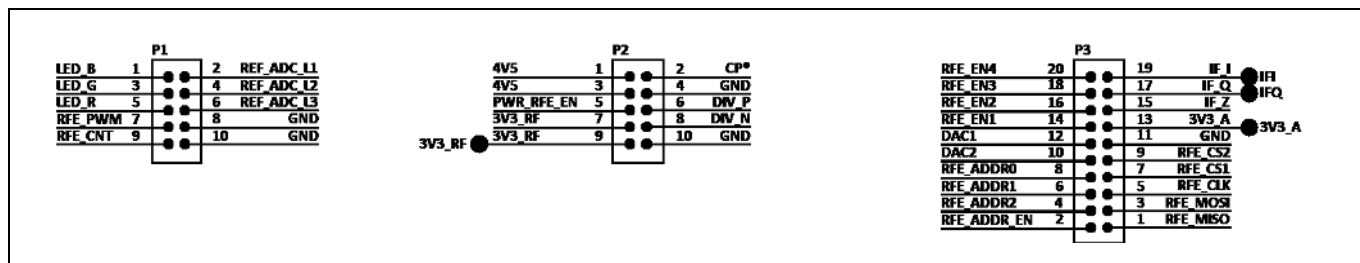 P1
LED_B 1 2 REF_ADC_L1
LED_G 3 4 REF_ADC_L2
LED_R 5 6 REF_ADC_L3
RFE_PWM 7 8 GND
RFE_CNT 9 10 GND
P2
4V5 1 2 CP*
4V5 3 4 GND
PWR_RFE_EN 5 6 DIV_P
3V3_RF 7 8 DIV_N
3V3_RF 3V3_RF 9 10 GND
P3
RFE_EN4 20 19 IF_I IFI
RFE_EN3 18 17 IF_Q IFQ
RFE_EN2 16 15 IF_Z
RFE_EN1 14 13 3V3_A 3V3_A
DAC1 12 11 GND
DAC2 10 9 RFE_CS2
RFE_ADDR0 8 7 RFE_CS1
RFE_ADDR1 6 5 RFE_CLK
RFE_ADDR2 4 3 RFE_MOSI
RFE_ADDR_EN 2 1 RFE_MISO